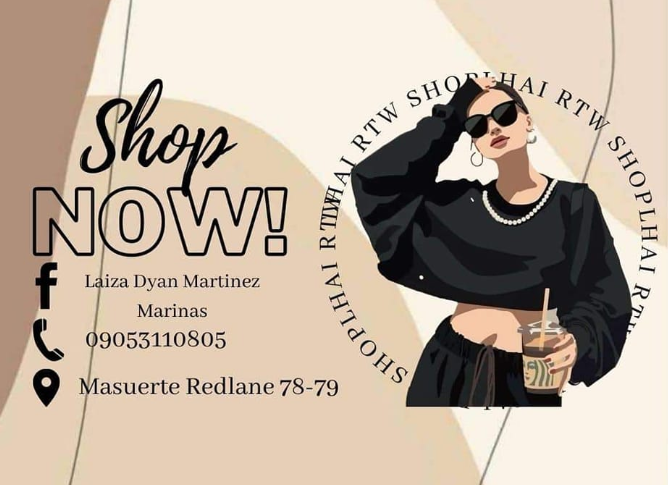 Shop
NOW!
Laiza Dyan Martinez
Marinas
09053110805
Masuerte Redlane 78-79
SHOPLHAI RTW SHOPLHAI RTW SHOPLHAI RTW